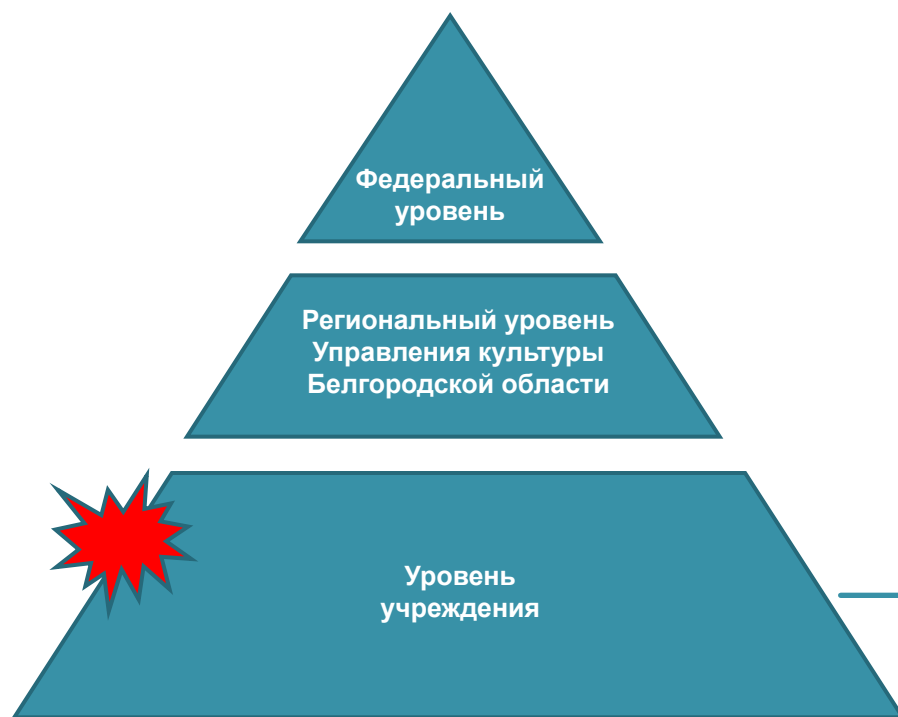 Федеральный
уровень
Региональный уровень
Управления культуры
Белгородской области
Уровень
учреждения